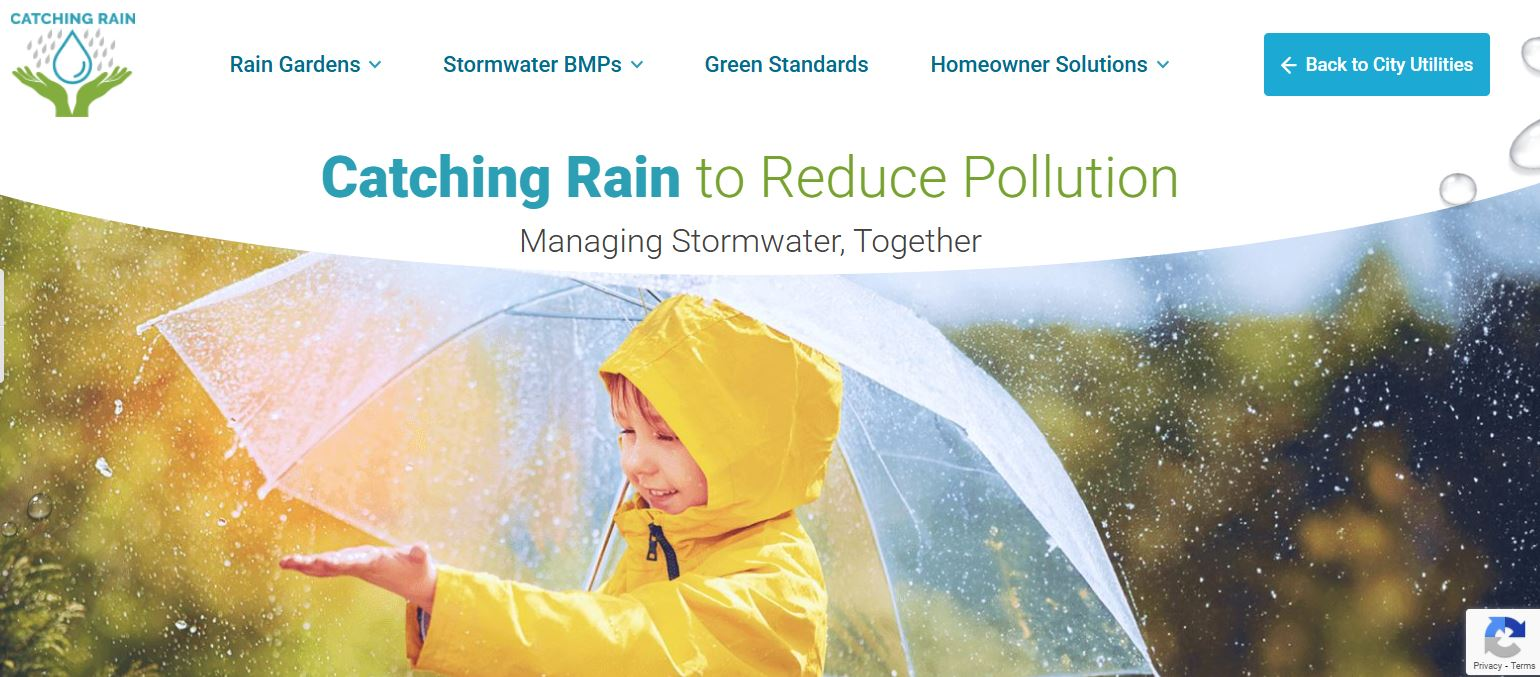 CATCHING RAIN
Rain Gardens
Stormwater BMPs
Green Standards
Homeowner Solutions
Back to City Utilities
Catching Rain to Reduce Pollution
Managing Stormwater, Together
Privacy - Terms